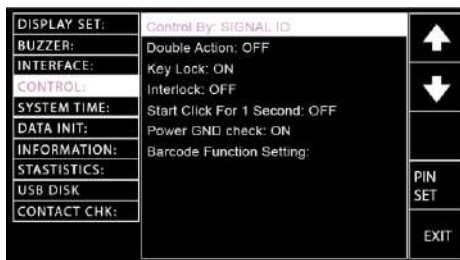 DISPLAY SET:
BUZZER:
INTERFACE:
CONTROL:
SYSTEM TIME:
DATA INIT:
INFORMATION:
STASTISTICS:
USB DISK
CONTACT CHK:
Control By: SIGNAL IO
Double Action: OFF
Key Lock: ON
Interlock: OFF
Start Click For 1 Second: OFF
Power GND check: ON
Barcode Function Setting:
PIN
SET
EXIT